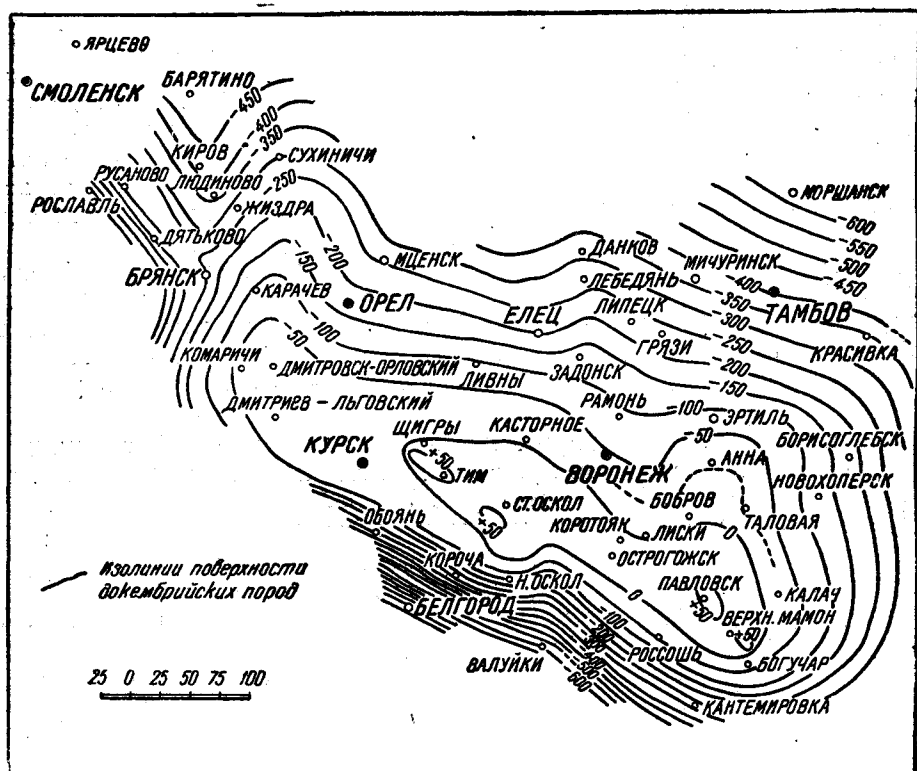 ЯРЦЕВО
СМОЛЕНСК
БАРЯТИНО
-450
-400
-350
КИРОВ
СУХИНИЧИ
РУСАНОВО
ЛЮДИНОВО
250
МОРШАНСК
РОСЛАВЛЬ
ЖИЗДРА
-600
ДЯТЬКОВО
-200
МЦЕНСК
ДАНКОВ
-550
-500
БРЯНСК
-150
ЛЕБЕДЯНЬ
МИЧУРИНСК
-450
-400
КАРАЧЕВ
ОРЕЛ
ЕЛЕЦ
ЛИПЕЦК
-350
ТАМБОВ
-300
-50
-100
ГРЯЗИ
-250
КРАСИВКА
КОМАРИЧИ
ДМИТРОВСК-ОРЛОВСКИЙ
ЛИВНЫ
ЗАДОНСК
-200
-150
ДМИТРИЕВ - ЛЬГОВСКИЙ
РАМОНЬ
-100
ЭРТИЛЬ
ЩИГРЫ
КАСТОРНОЕ
-50
БОРИСОГЛЕБСК
КУРСК
+50
ВОРОНЕЖ
АННА
ТИМ
НОВОХОПЕРСК
СТ. ОСКОЛ
БОБРОВ
+50
ОБОЯНЬ
КОРОТОЯК
ЛИСКИ
0
ТАЛОВАЯ
ОСТРОГОЖСК
КОРОЧА
Изолинии поверхности
докембрийских пород
Н. ОСКОЛ
0
ПАВЛОВСК
КАЛАЧ
БЕЛГОРОД
100
+50
ВЕРХН. МАМОН
-200
+50
-300
ВАЛУЙКИ
-400
РОССОШЬ
БОГУЧАР
-500
-600
КАНТЕМИРОВКА
25 0 25 50 75 100